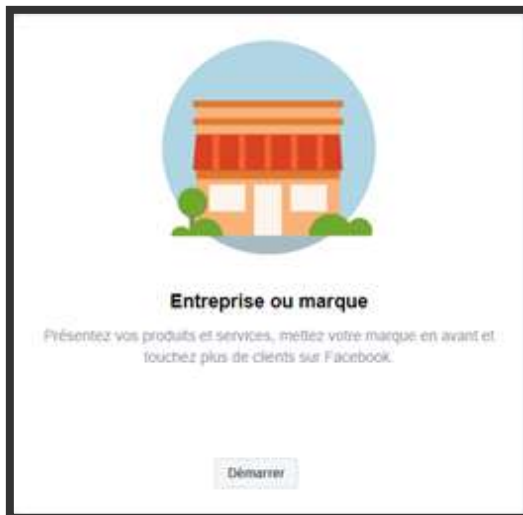 Entreprise ou marque
Présentez vos produits et services, mettez votre marque en avant et
touchez plus de clients sur Facebook.
Démarrer